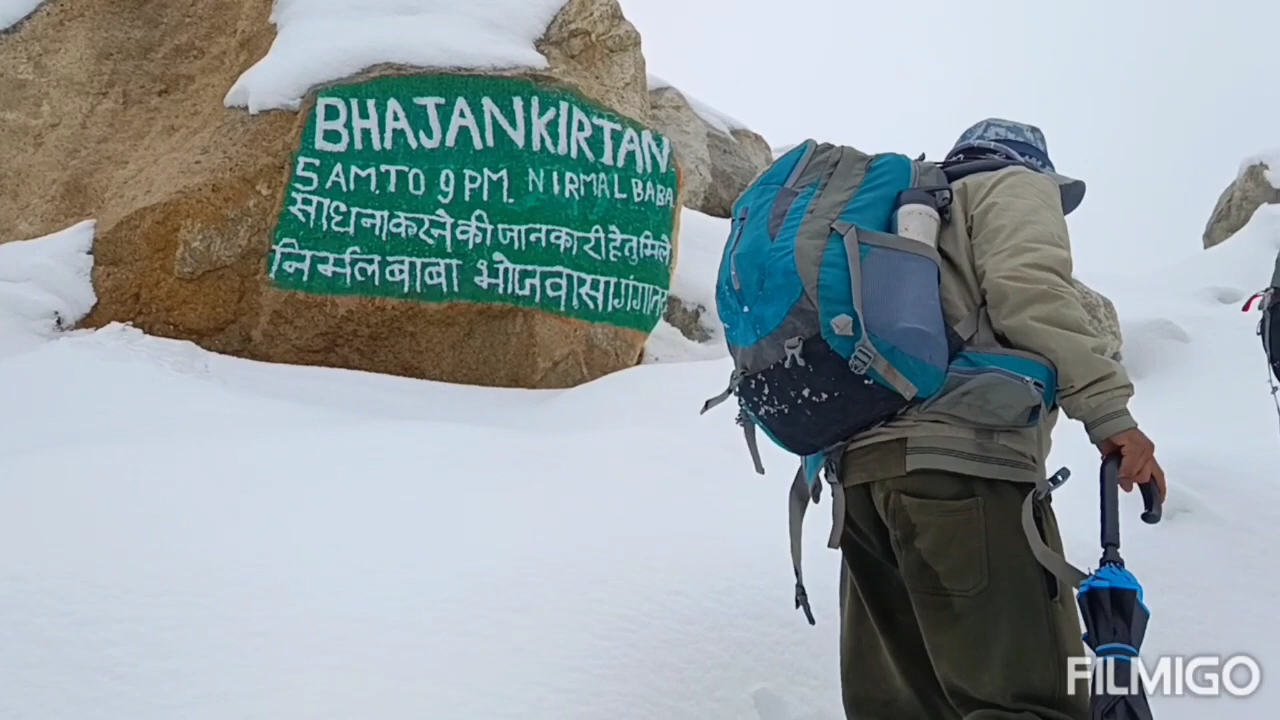 BHAJANKIRTAN
5 AM.TO 9 PM. NIRMAL BABA
साधना करने की जानकारी हेतु मिले
निर्मल बाबा भोजवासा
FILMIGO